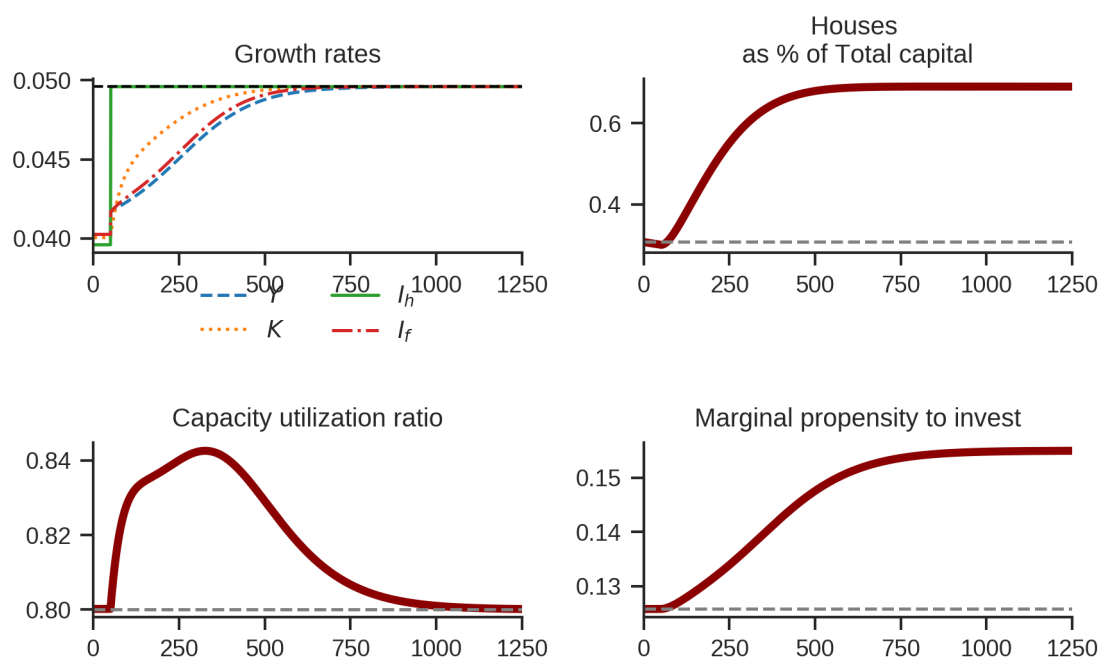 Growth rates
0.050
0.045
0.040
0 250 500 750 1000 1250
Y I_h
K I_f
Houses
as % of Total capital
0.6
0.4
0 250 500 750 1000 1250
Capacity utilization ratio
0.84
0.82
0.80
0 250 500 750 1000 1250
Marginal propensity to invest
0.15
0.14
0.13
0 250 500 750 1000 1250